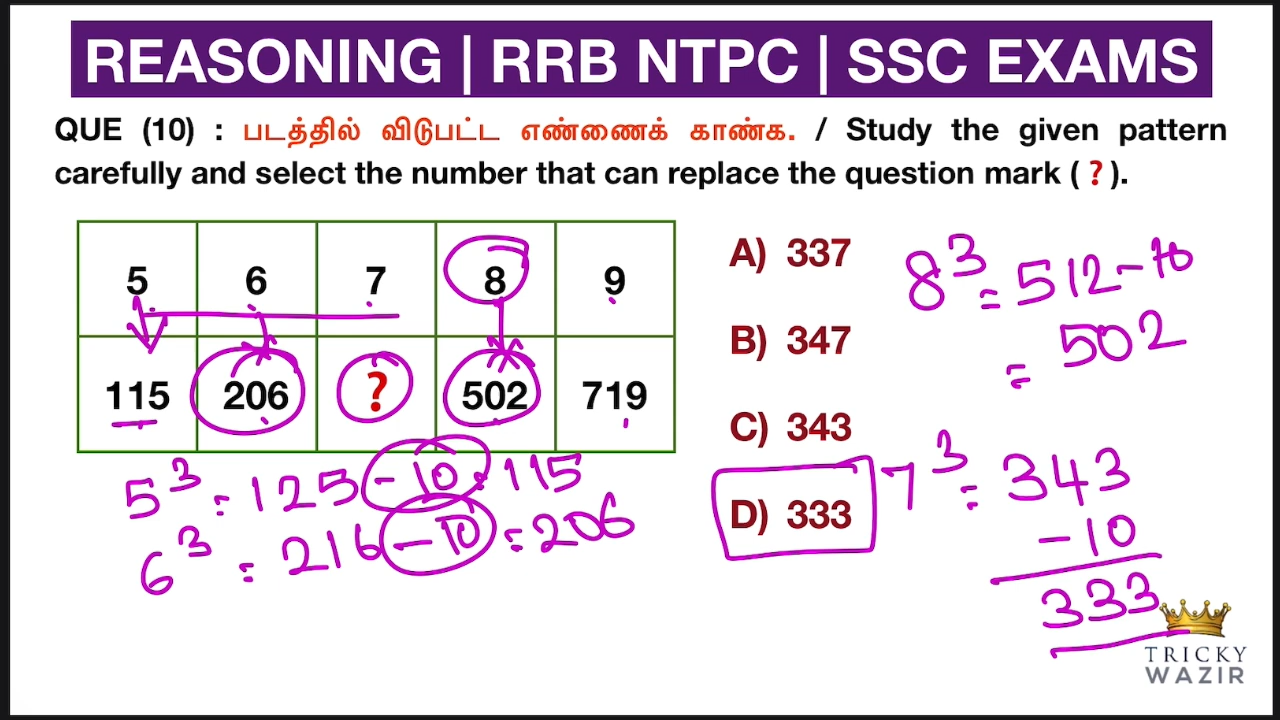 REASONING | RRB NTPC | SSC EXAMS
QUE (10) : படத்தில் விடுபட்ட எண்ணைக் காண்க. / Study the given pattern
carefully and select the number that can replace the question mark ( ? ).
5 6 7 8 9
115 206 ? 502 719
5³ = 125 - 10 = 115
6³ = 216 - 10 = 206
A) 337
B) 347
C) 343
D) 333
8³ = 512 - 10
= 502
7³ = 343
- 10
333
TRICKY
WAZIR